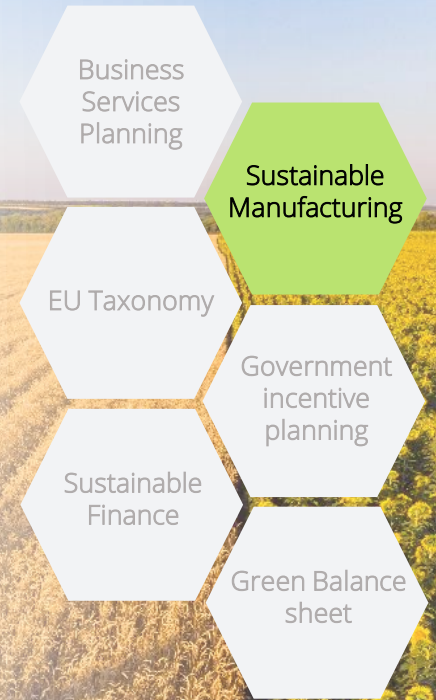 Business
Services
Planning
Sustainable
Manufacturing
EU Taxonomy
Government
incentive
planning
Sustainable
Finance
Green Balance
sheet